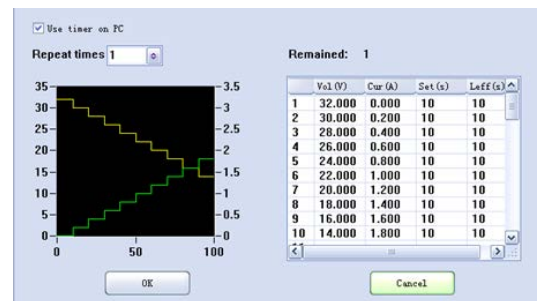 Use timer on PC
Repeat times 1
Remained: 1
35 3.5
30 3
25 2.5
20 2
15 1.5
10 1
5 0.5
0 0
0 50 100
Vol(V) Cur(A) Set(s) Leff(s)
1 32.000 0.000 10 10
2 30.000 0.200 10 10
3 28.000 0.400 10 10
4 26.000 0.600 10 10
5 24.000 0.800 10 10
6 22.000 1.000 10 10
7 20.000 1.200 10 10
8 18.000 1.400 10 10
9 16.000 1.600 10 10
10 14.000 1.800 10 10
OK
Cancel